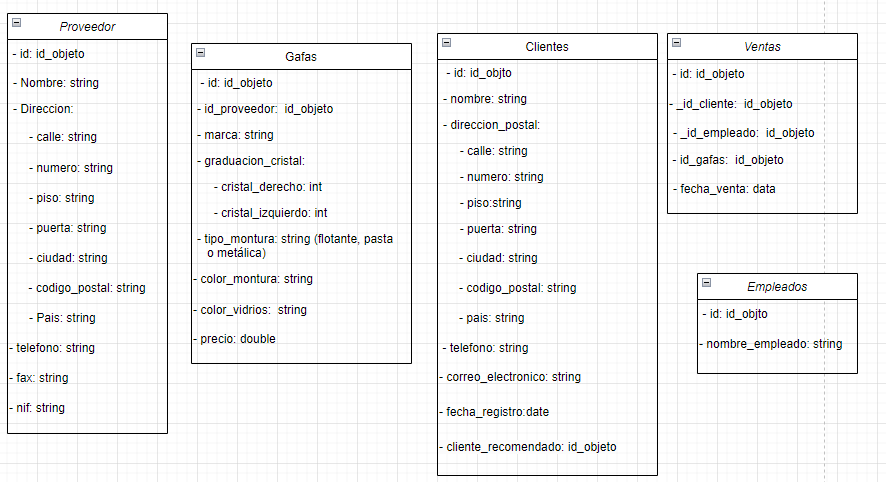 Proveedor
- id: id_objeto
- Nombre: string
- Direccion:
- calle: string
- numero: string
- piso: string
- puerta: string
- ciudad: string
- codigo_postal: string
- Pais: string
- telefono: string
- fax: string
- nif: string
Gafas
- id: id_objeto
- id_proveedor: id_objeto
- marca: string
- graduacion_cristal:
- cristal_derecho: int
- cristal_izquierdo: int
- tipo_montura: string (flotante, pasta
o metálica)
- color_montura: string
- color_vidrios: string
- precio: double
Clientes
- id: id_objto
- nombre: string
- direccion_postal:
- calle: string
- numero: string
- piso:string
- puerta: string
- ciudad: string
- codigo_postal: string
- pais: string
- telefono: string
- correo_electronico: string
- fecha_registro:date
- cliente_recomendado: id_objeto
Ventas
- id: id_objeto
- _id_cliente: id_objeto
- _id_empleado: id_objeto
- id_gafas: id_objeto
- fecha_venta: data
Empleados
- id: id_objto
- nombre_empleado: string